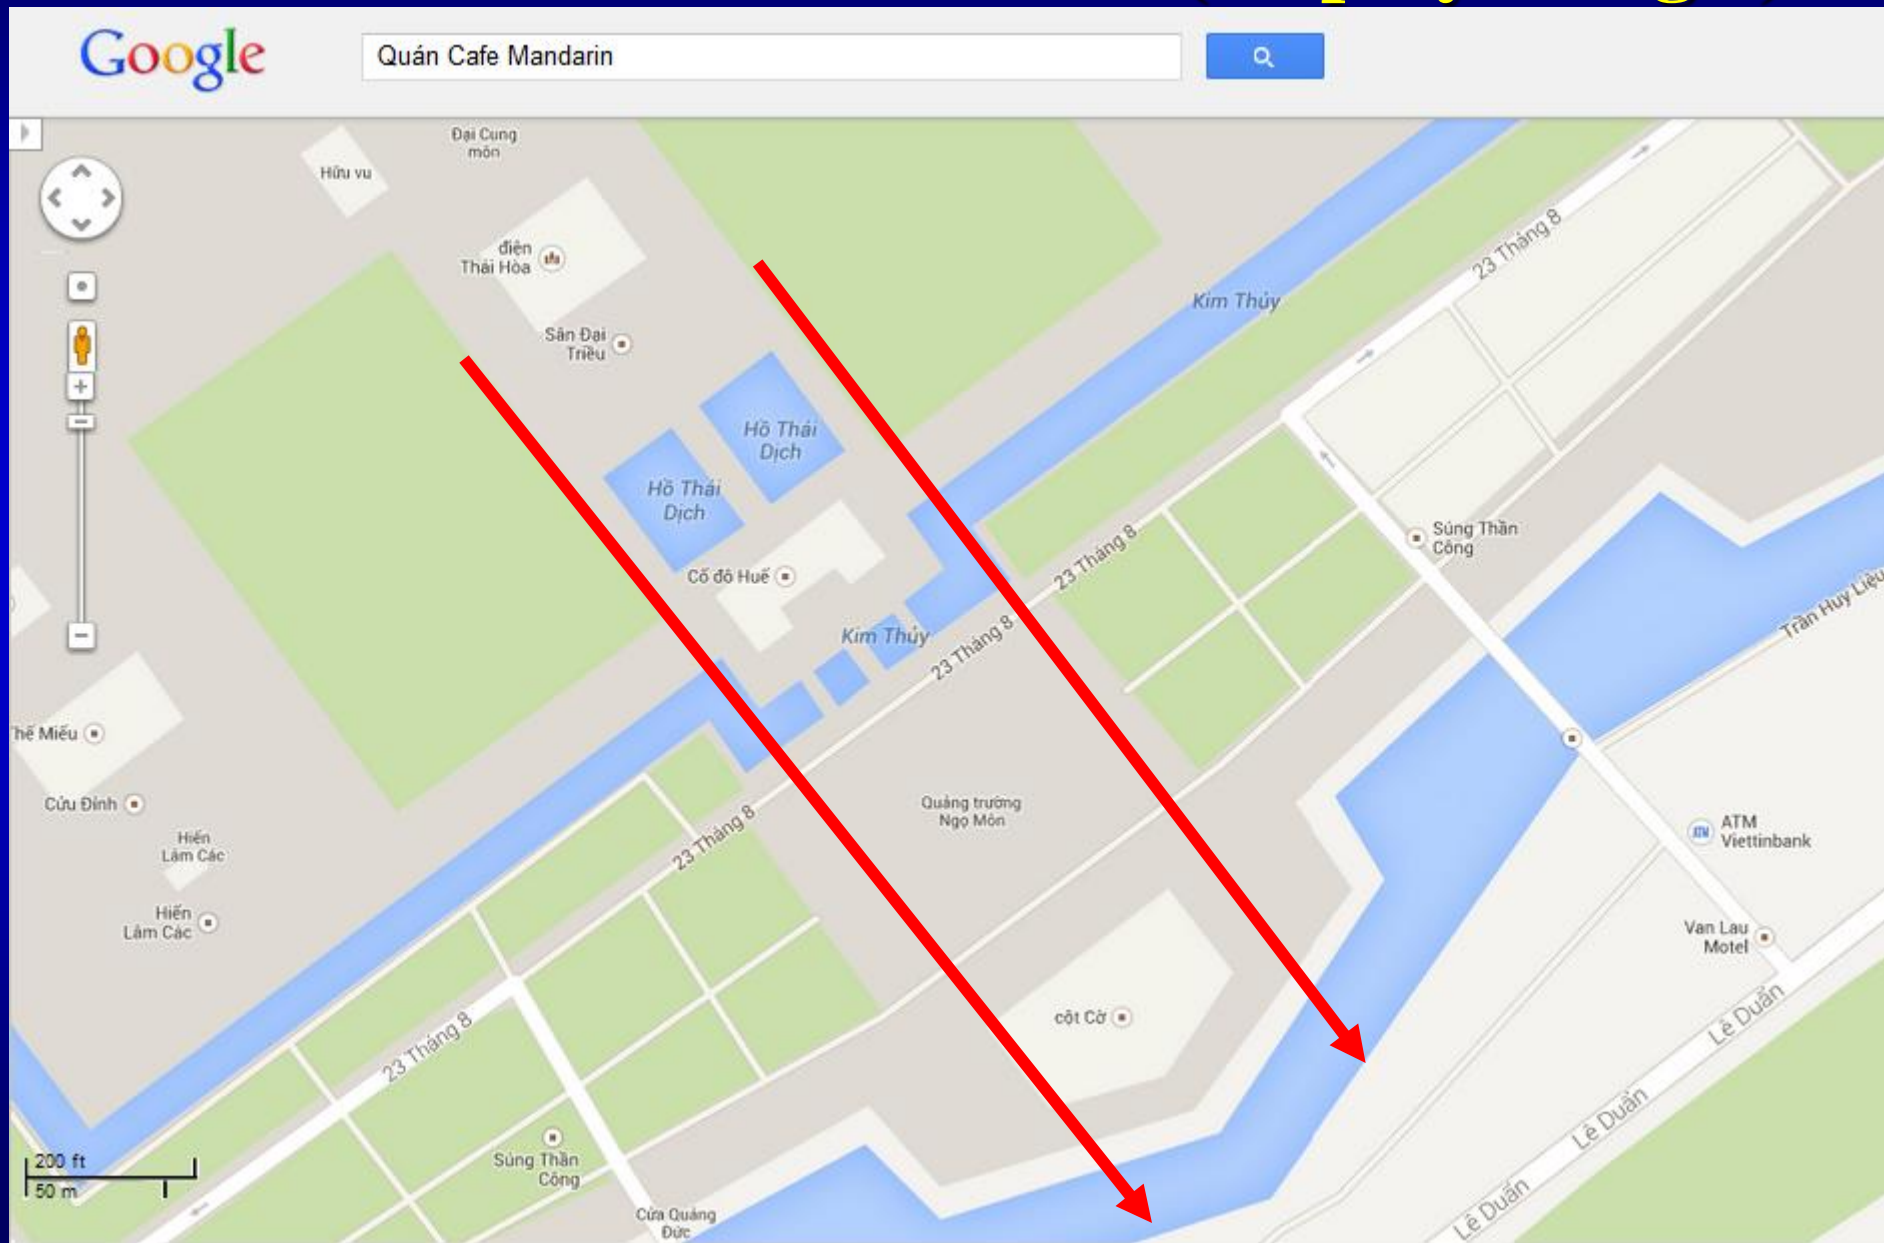 Google
Quán Cafe Mandarin
Đại Cung
môn
Hữu vu
điện
Thái Hòa
23 Tháng 8
Kim Thủy
Sân Đại
Triều
Hồ Thái
Dịch
Hồ Thái
Dịch
Súng Thần
Công
23 Tháng 8
Cố đô Huế
Trần Huy Liệu
Kim Thủy
23 Tháng 8
Thế Miếu
Cửu Đỉnh
Quảng trường
Ngọ Môn
23 Tháng 8
ATM
ATM
Viettinbank
Hiển
Lâm Các
Hiển
Lâm Các
Van Lau
Motel
cột Cờ
Lê Duẩn
23 Tháng 8
Lê Duẩn
200 ft
50 m
Súng Thần
Công
Lê Duẩn
Cửa Quảng
Đức